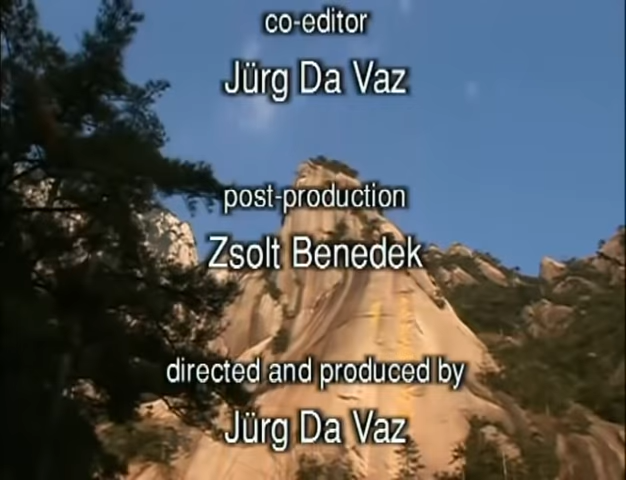 co-editor
Jürg Da Vaz
post-production
Zsolt Benedek
directed and produced by
Jürg Da Vaz